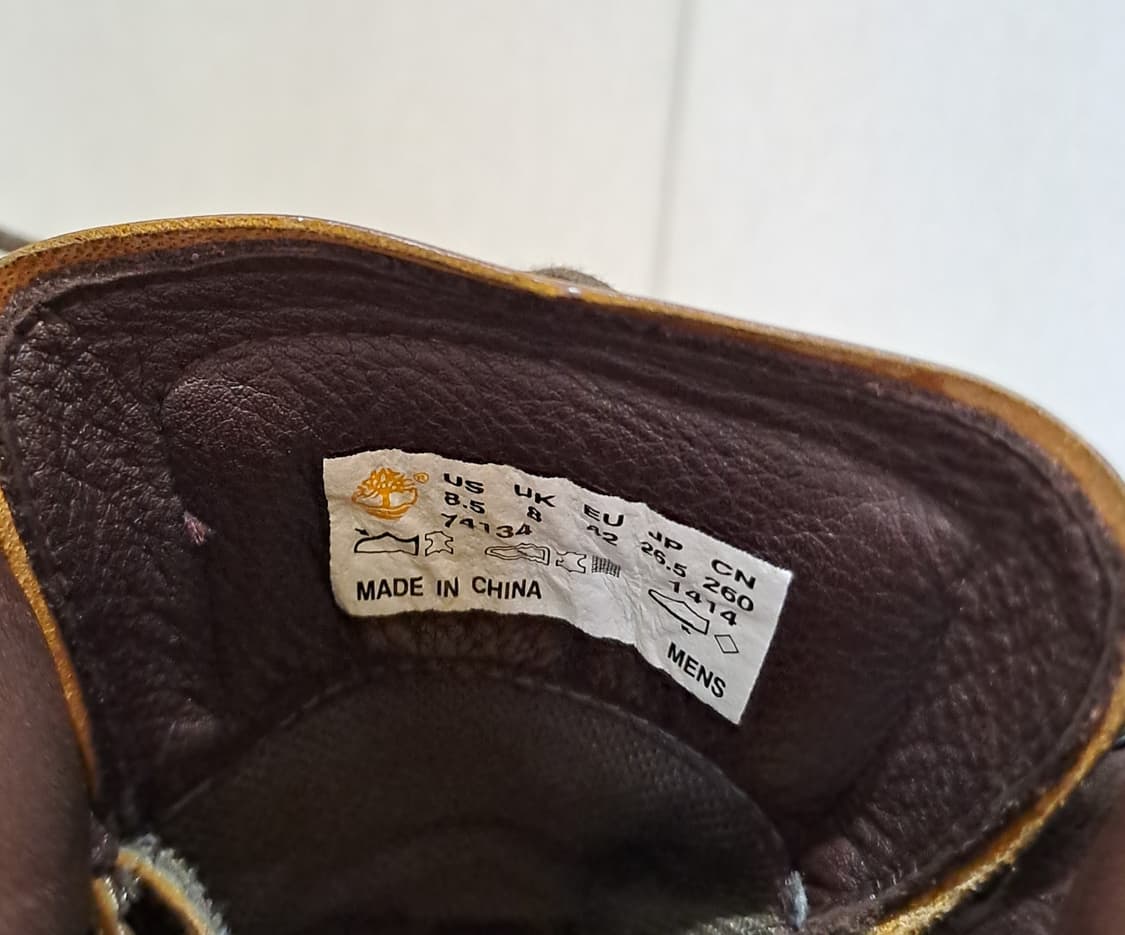 ® US UK EU JP CN
8.5 8 42 26.5 260
74134 1414
MADE IN CHINA MENS